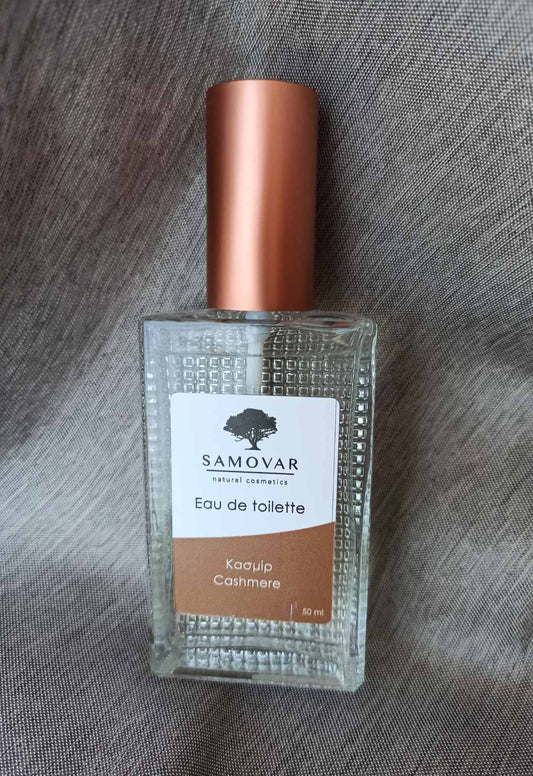 SAMOVAR
natural cosmetics
Eau de toilette
Κασμίρ
Cashmere
50 ml